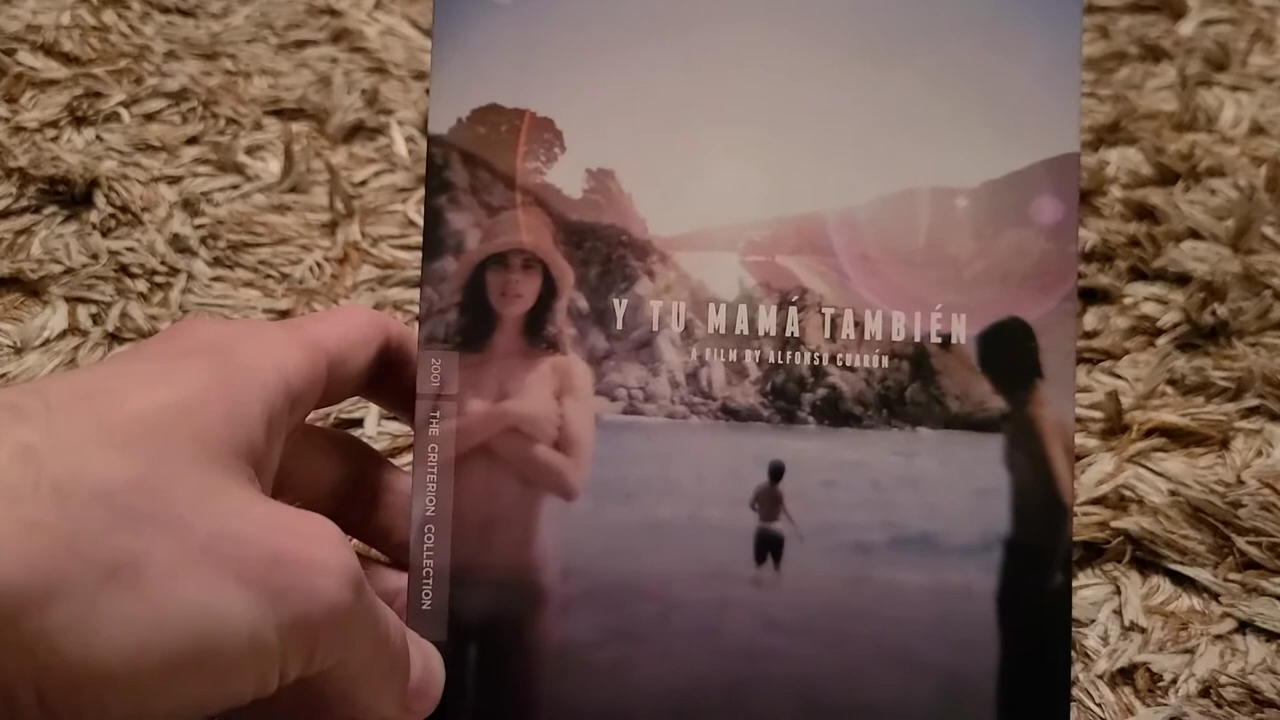 Y TU MAMÁ TAMBIÉN
A FILM BY ALFONSO CUARÓN
2001 THE CRITERION COLLECTION